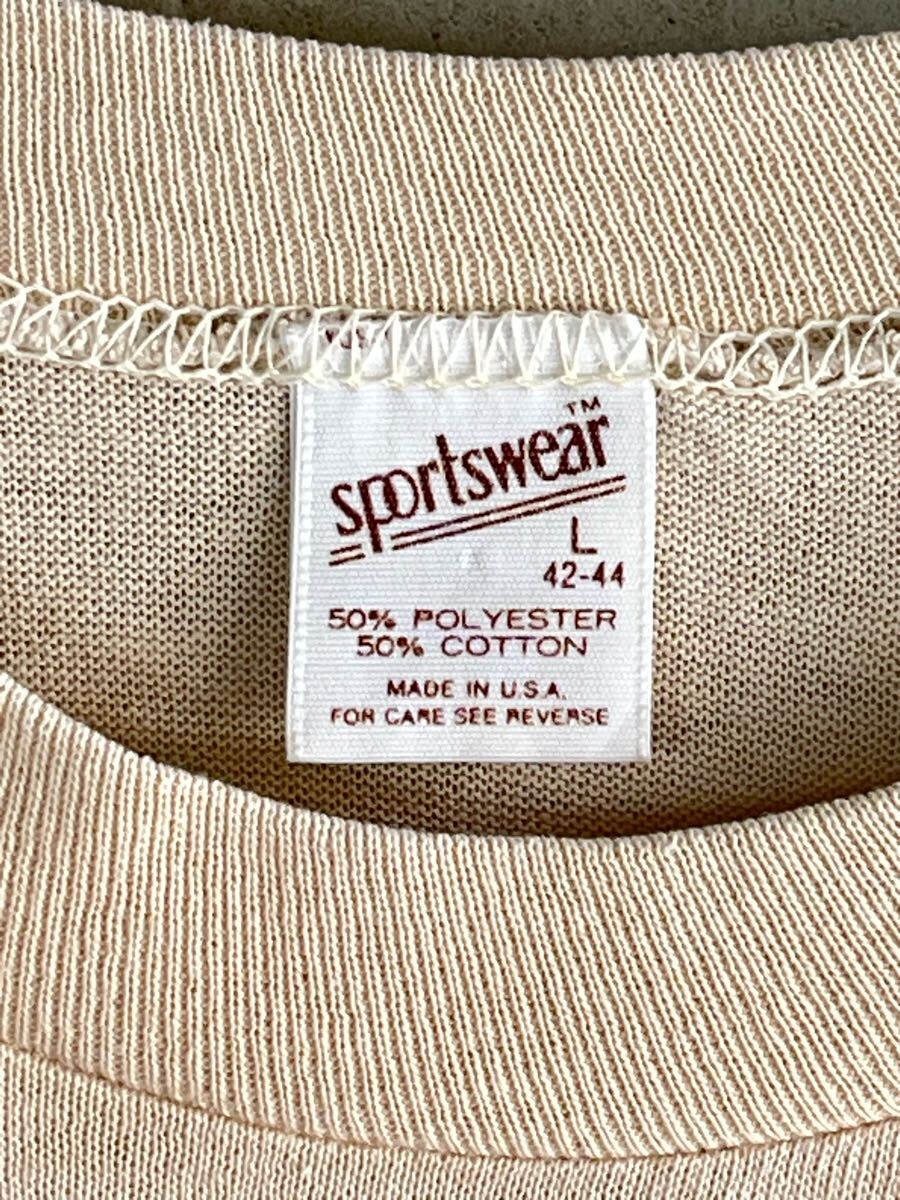 sportswear™
L
42-44
50% POLYESTER
50% COTTON
MADE IN U.S.A.
FOR CARE SEE REVERSE